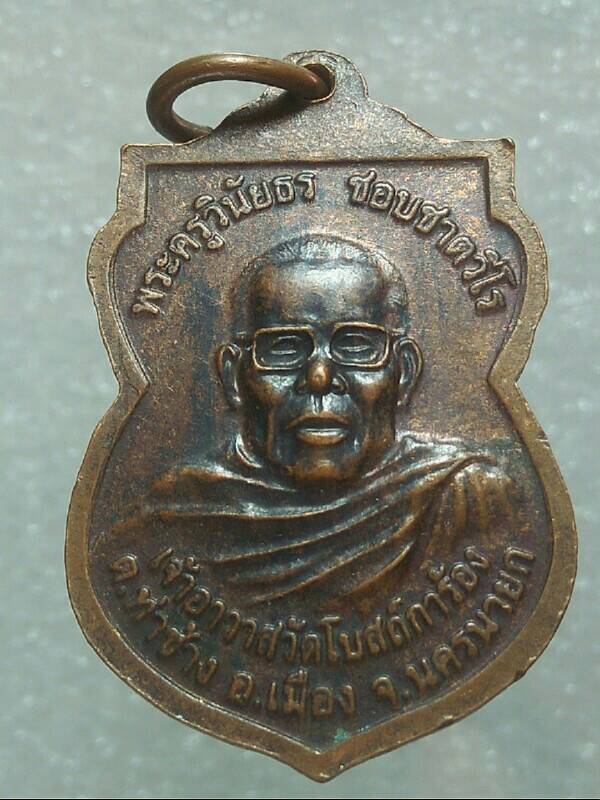 พระครูวินัยธร ชอบชาตวีโร
เจ้าอาวาสวัดโบสถ์การ้อง
ต.ท่าช้าง อ.เมือง จ.นครนายก